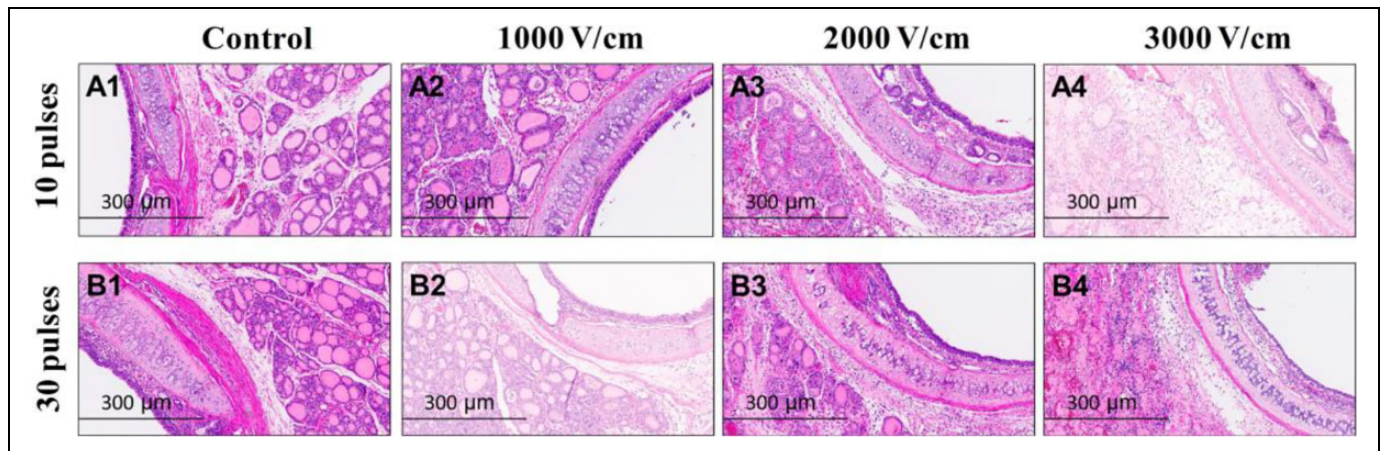 Control 1000 V/cm 2000 V/cm 3000 V/cm
10 pulses
A1 A2 A3 A4
300 μm 300 μm 300 μm 300 μm
30 pulses
B1 B2 B3 B4
300 μm 300 μm 300 μm 300 μm